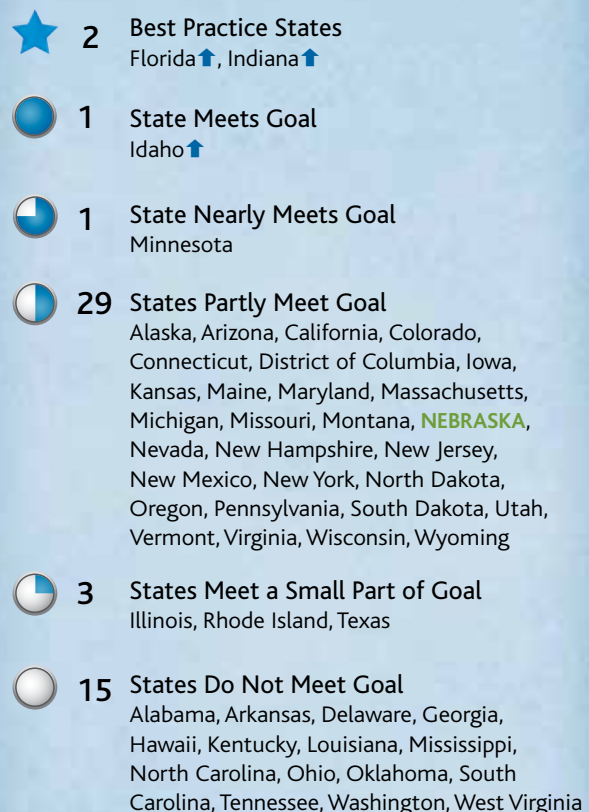 2 Best Practice States
Florida⬆, Indiana⬆
1 State Meets Goal
Idaho⬆
1 State Nearly Meets Goal
Minnesota
29 States Partly Meet Goal
Alaska, Arizona, California, Colorado,
Connecticut, District of Columbia, Iowa,
Kansas, Maine, Maryland, Massachusetts,
Michigan, Missouri, Montana, NEBRASKA,
Nevada, New Hampshire, New Jersey,
New Mexico, New York, North Dakota,
Oregon, Pennsylvania, South Dakota, Utah,
Vermont, Virginia, Wisconsin, Wyoming
3 States Meet a Small Part of Goal
Illinois, Rhode Island, Texas
15 States Do Not Meet Goal
Alabama, Arkansas, Delaware, Georgia,
Hawaii, Kentucky, Louisiana, Mississippi,
North Carolina, Ohio, Oklahoma, South
Carolina, Tennessee, Washington, West Virginia